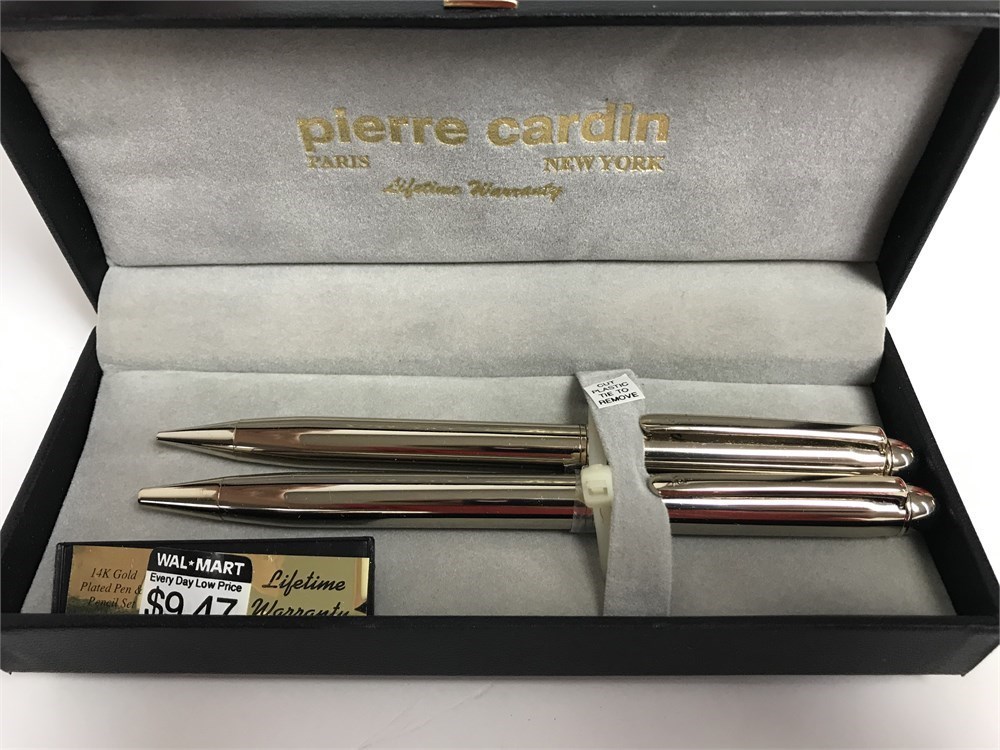 pierre cardin
PARIS NEW YORK
Lifetime Warranty
CUT
PLASTIC
TIE TO
REMOVE
14K Gold
Plated Pen &
Pencil Set
WAL★MART
Every Day Low Price
$9.47
Lifetime
Warranty